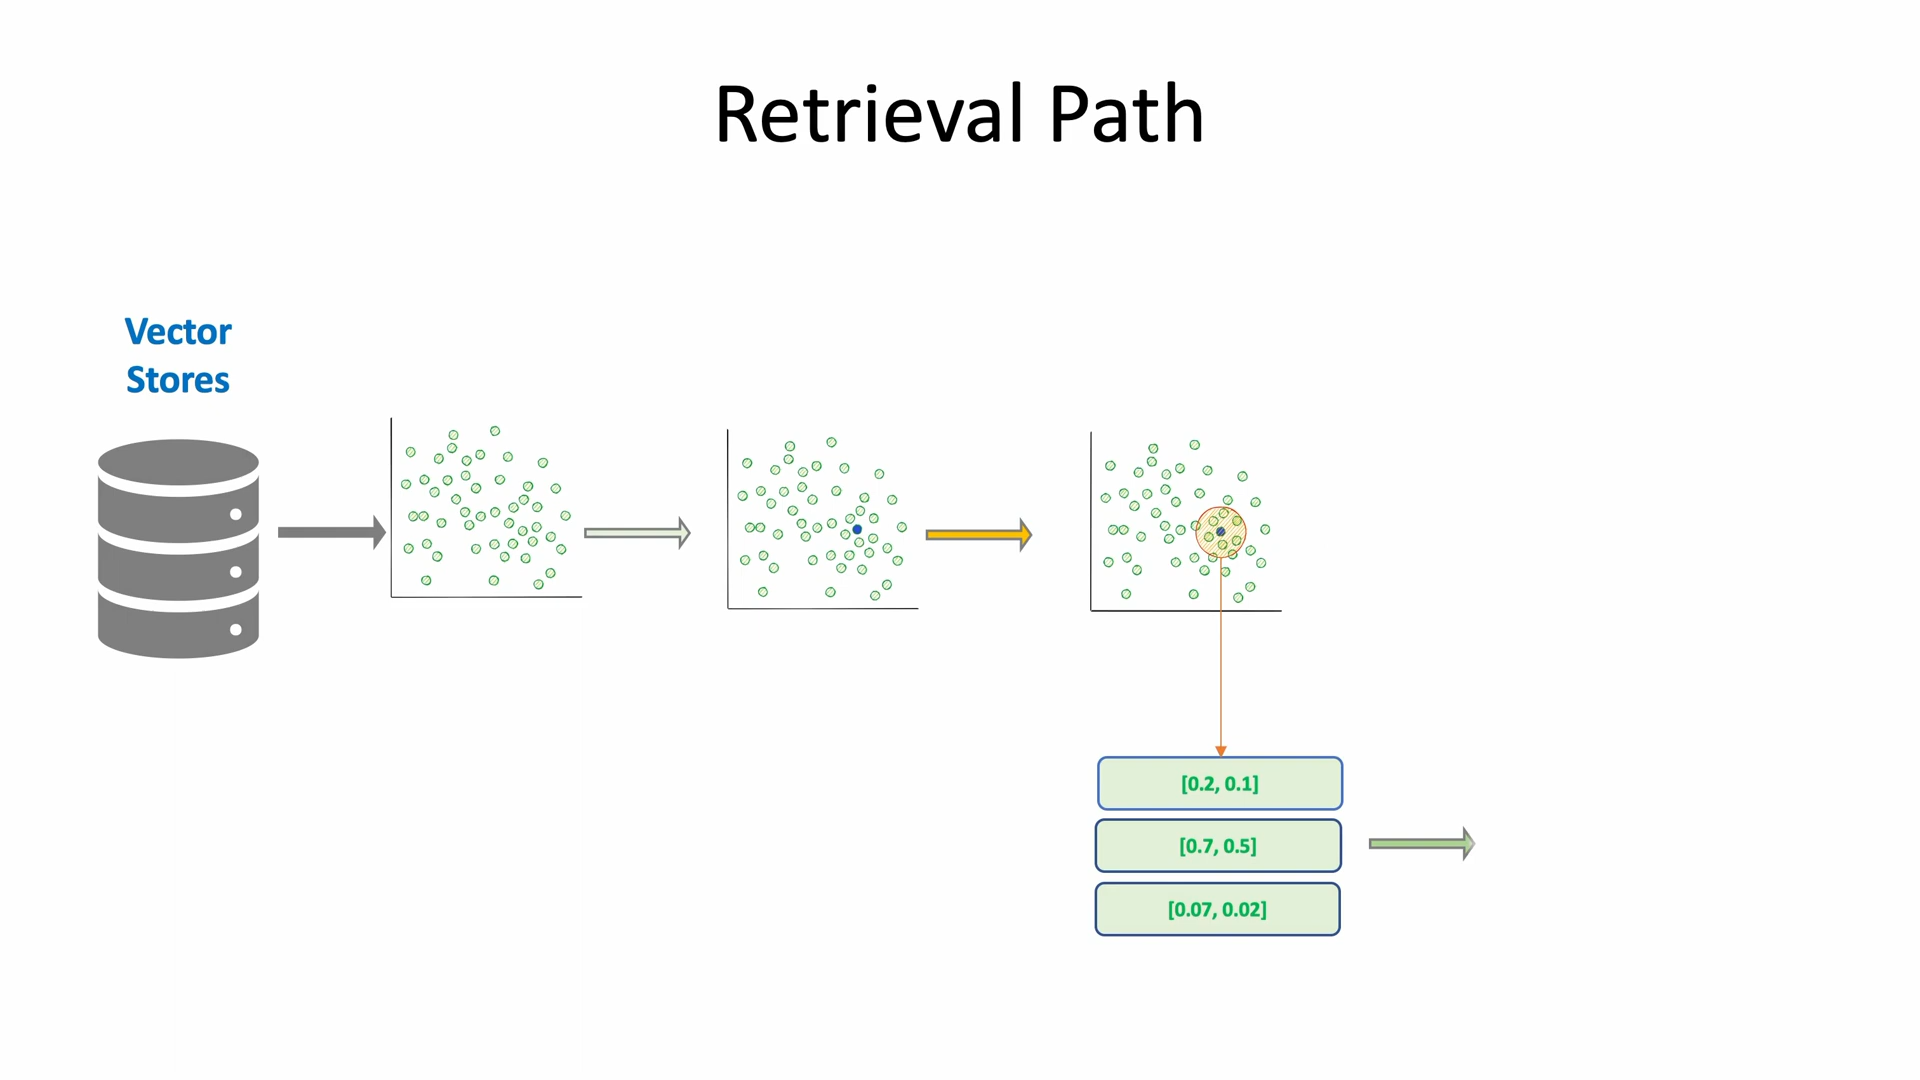 Retrieval Path
Vector
Stores
[0.2, 0.1]
[0.7, 0.5]
[0.07, 0.02]